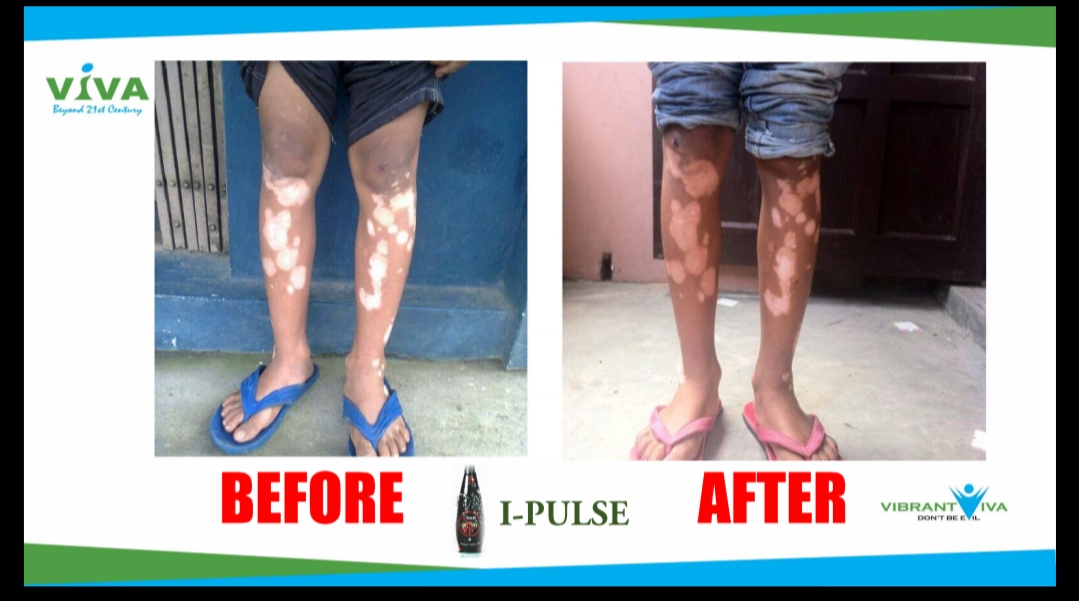 VIVA
Beyond 21st Century
BEFORE
I-PULSE
AFTER
VIBRANT VIVA
DON'T BE EVIL